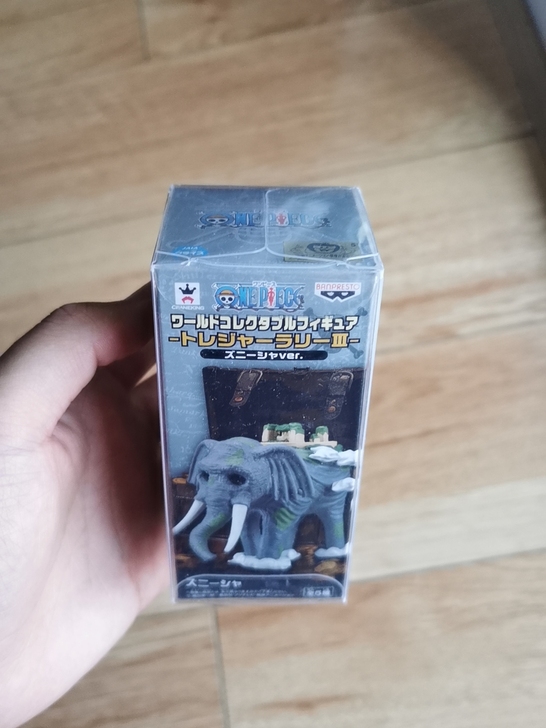 ONE PIECE
ONE PIECE
BANPRESTO
ワールドコレクタブルフィギュア
-トレジャーラリーIII-
ズニーシャver.
ズニーシャ